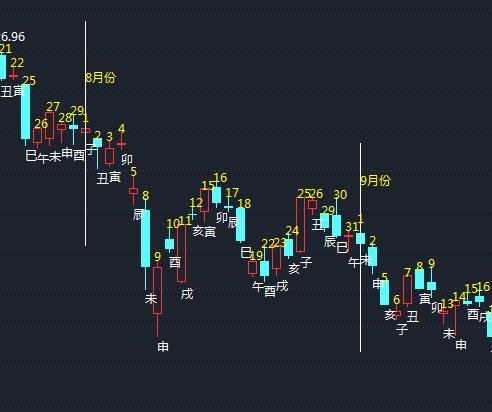 6.96
21
22
丑寅
25
巳
26
午
27
未
28
申
29
酉
8月份
1
子
2
丑
3
寅
4
卯
5
辰
8
未
9
申
10
酉
11
戌
12
亥
15
寅
16
卯
17
辰
18
巳
19
午
22
酉
23
戌
24
亥
25
子
26
丑
29
辰
30
巳
31
午
9月份
1
未
2
申
5
亥
6
子
7
丑
8
寅
9
卯
13
未
14
申
15
酉
16
戌